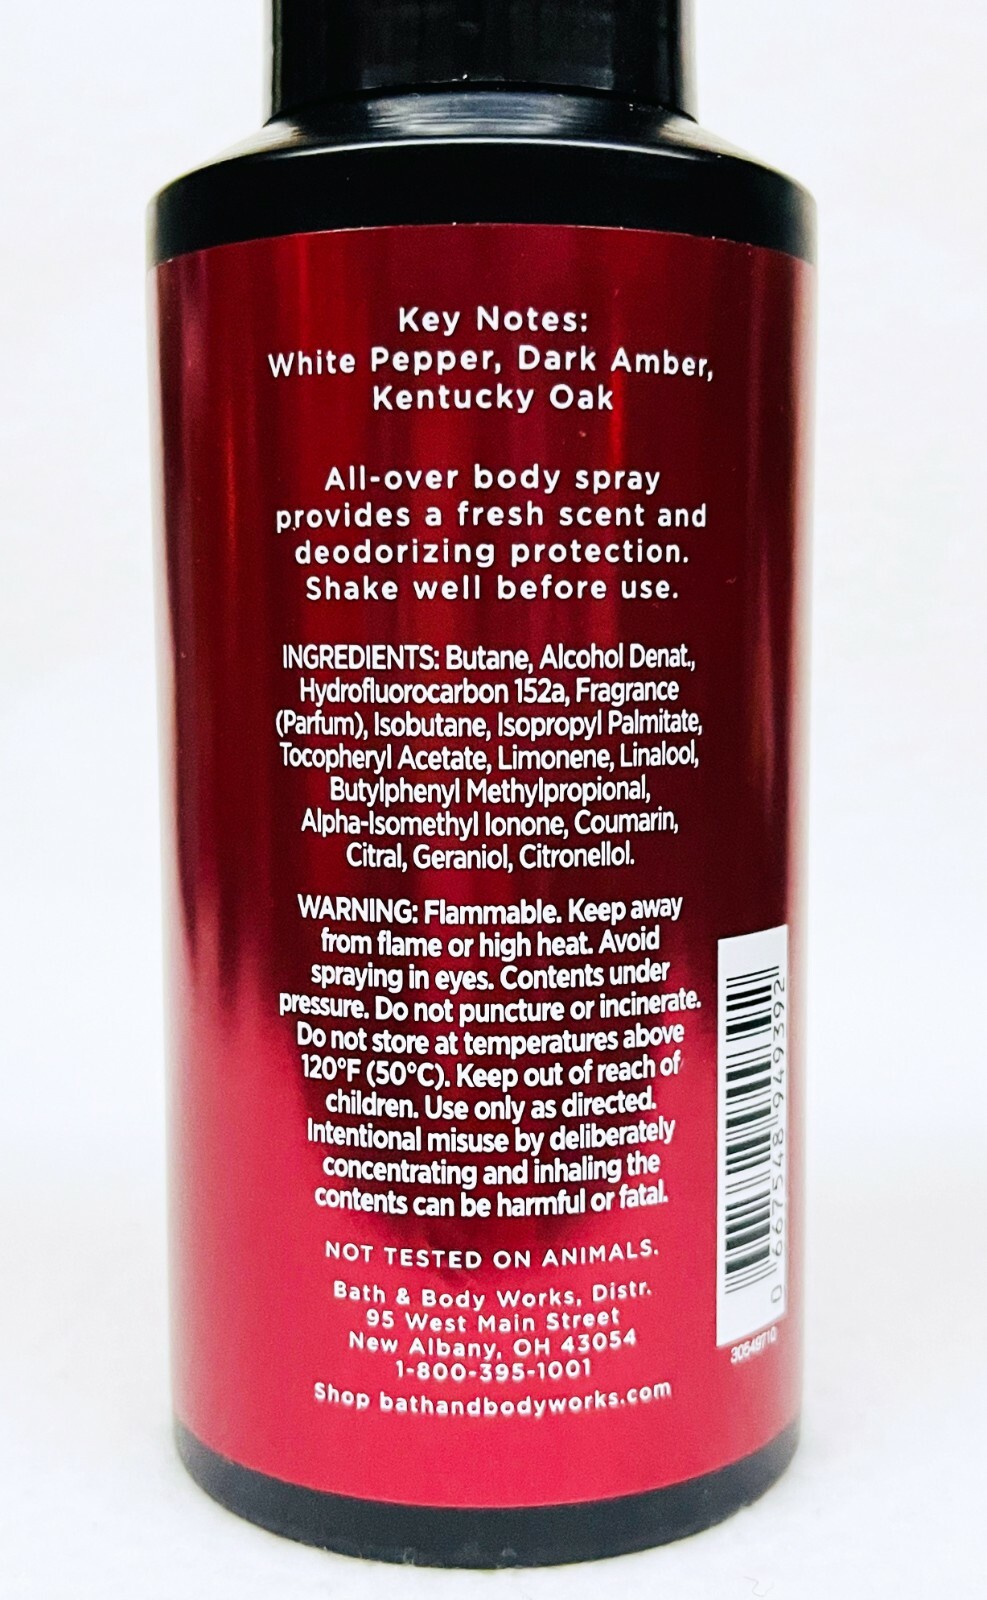 Key Notes:
White Pepper, Dark Amber,
Kentucky Oak
All-over body spray
provides a fresh scent and
deodorizing protection.
Shake well before use.
INGREDIENTS: Butane, Alcohol Denat.,
Hydrofluorocarbon 152a, Fragrance
(Parfum), Isobutane, Isopropyl Palmitate,
Tocopheryl Acetate, Limonene, Linalool,
Butylphenyl Methylpropional,
Alpha-Isomethyl Ionone, Coumarin,
Citral, Geraniol, Citronellol.
WARNING: Flammable. Keep away
from flame or high heat. Avoid
spraying in eyes. Contents under
pressure. Do not puncture or incinerate.
Do not store at temperatures above
120°F (50°C). Keep out of reach of
children. Use only as directed.
Intentional misuse by deliberately
concentrating and inhaling the
contents can be harmful or fatal.
NOT TESTED ON ANIMALS.
Bath & Body Works, Distr.
95 West Main Street
New Albany, OH 43054
1-800-395-1001
Shop bathandbodyworks.com
0 667548 949392
30549710